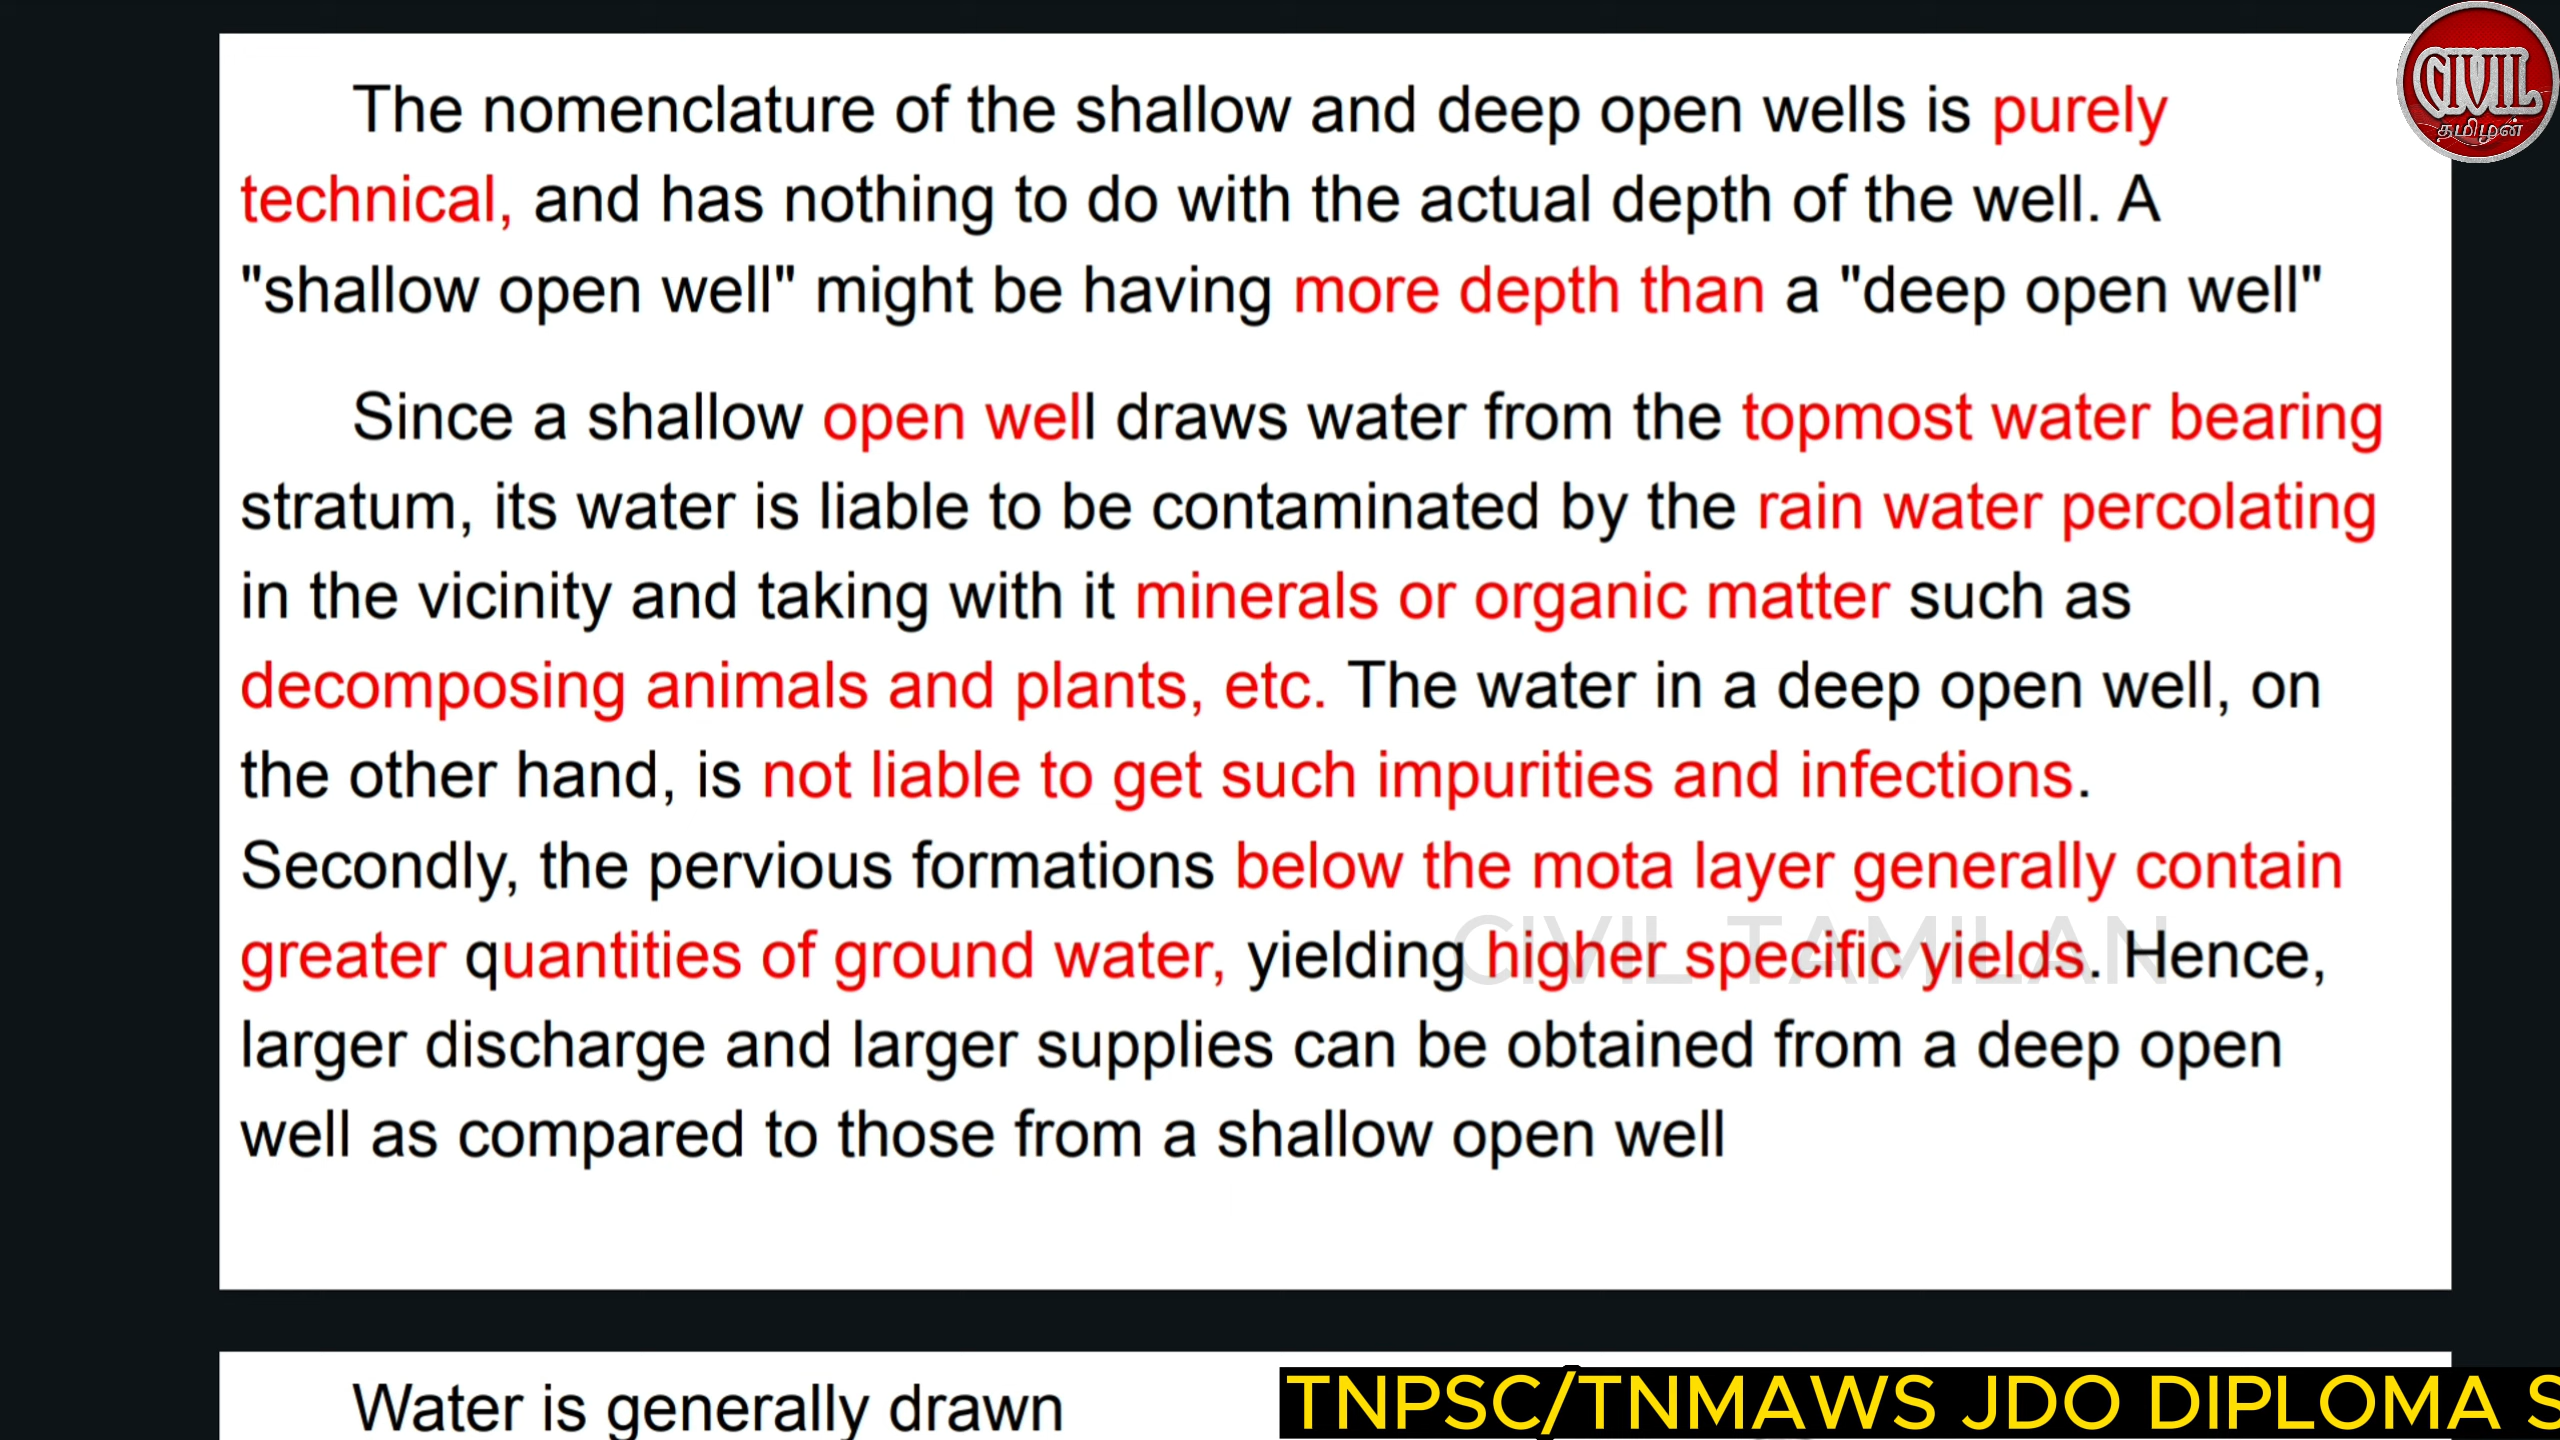 CIVIL
தமிழன்
The nomenclature of the shallow and deep open wells is purely
technical, and has nothing to do with the actual depth of the well. A
"shallow open well" might be having more depth than a "deep open well"
Since a shallow open well draws water from the topmost water bearing
stratum, its water is liable to be contaminated by the rain water percolating
in the vicinity and taking with it minerals or organic matter such as
decomposing animals and plants, etc. The water in a deep open well, on
the other hand, is not liable to get such impurities and infections.
Secondly, the pervious formations below the mota layer generally contain
greater quantities of ground water, yielding higher specific yields. Hence,
CIVIL TAMILAN
larger discharge and larger supplies can be obtained from a deep open
well as compared to those from a shallow open well
Water is generally drawn
TNPSC/TNMAWS JDO DIPLOMA S